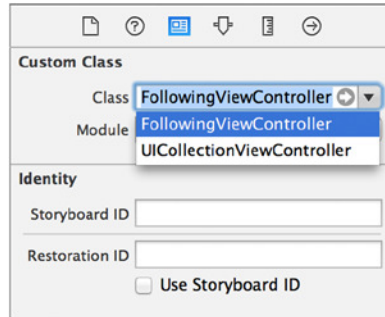 Custom Class
Class FollowingViewController
FollowingViewController
Module
UICollectionViewController
Identity
Storyboard ID
Restoration ID
Use Storyboard ID